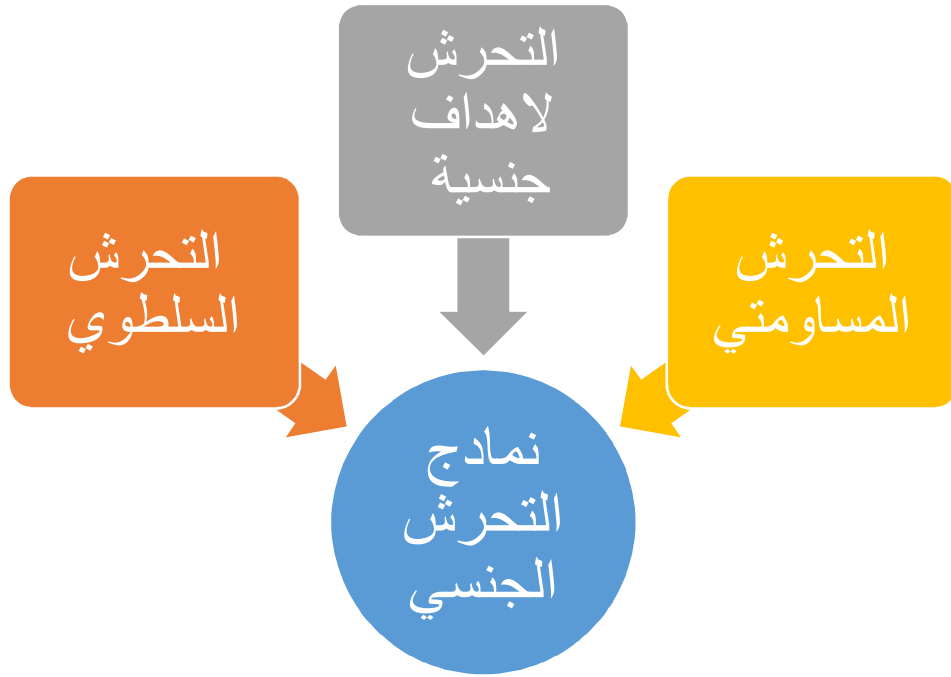 التحرش
لاهداف
جنسية
التحرش
المساومتي
التحرش
السلطوي
نمادج
التحرش
الجنسي